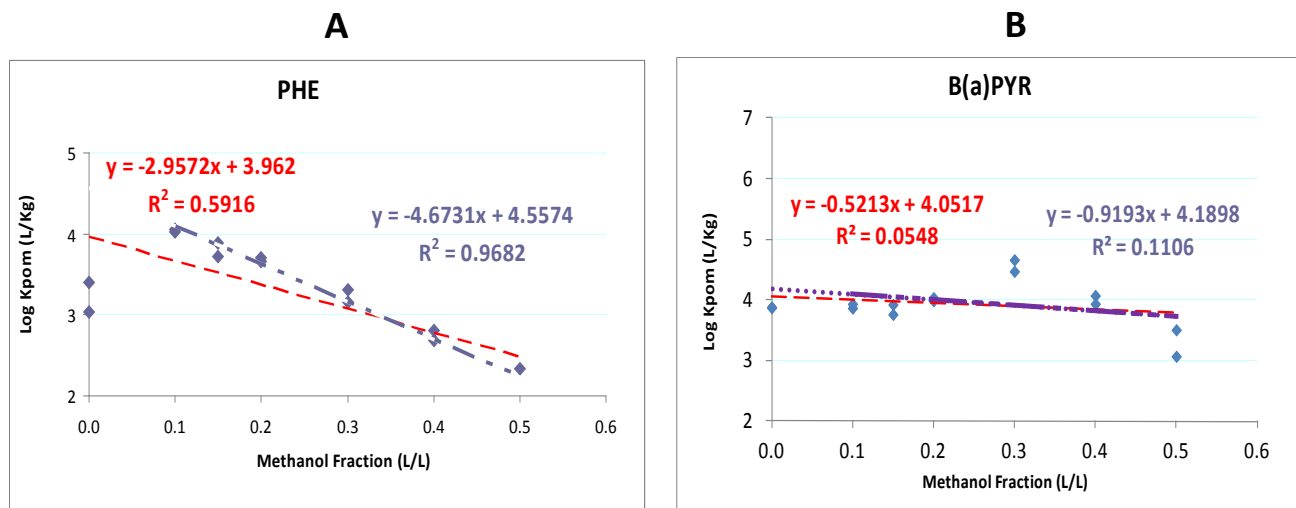 A
PHE
y = -2.9572x + 3.962
R² = 0.5916
y = -4.6731x + 4.5574
R² = 0.9682
Log Kpom (L/Kg)
5
4
3
2
0.0 0.1 0.2 0.3 0.4 0.5 0.6
Methanol Fraction (L/L)
B
B(a)PYR
y = -0.5213x + 4.0517
R² = 0.0548
y = -0.9193x + 4.1898
R² = 0.1106
Log Kpom (L/Kg)
7
6
5
4
3
2
0.0 0.1 0.2 0.3 0.4 0.5 0.6
Methanol Fraction (L/L)